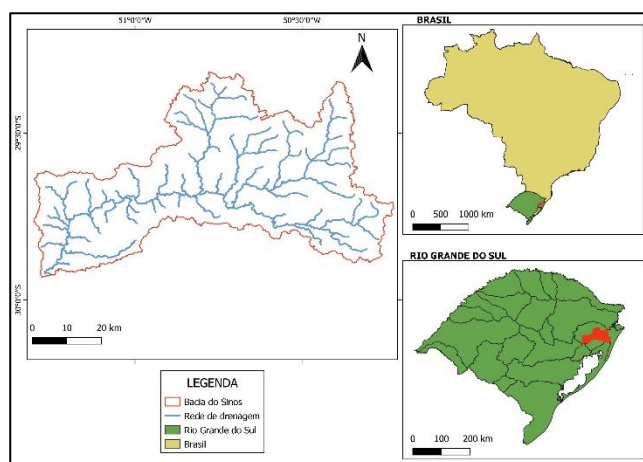 51°0'0"W
50°30'0"W
N
29°30'0"S
30°0'0"S
0 10 20 km
LEGENDA
Bacia do Sinos
Rede de drenagem
Rio Grande do Sul
Brasil
BRASIL
0 500 1000 km
RIO GRANDE DO SUL
0 100 200 km